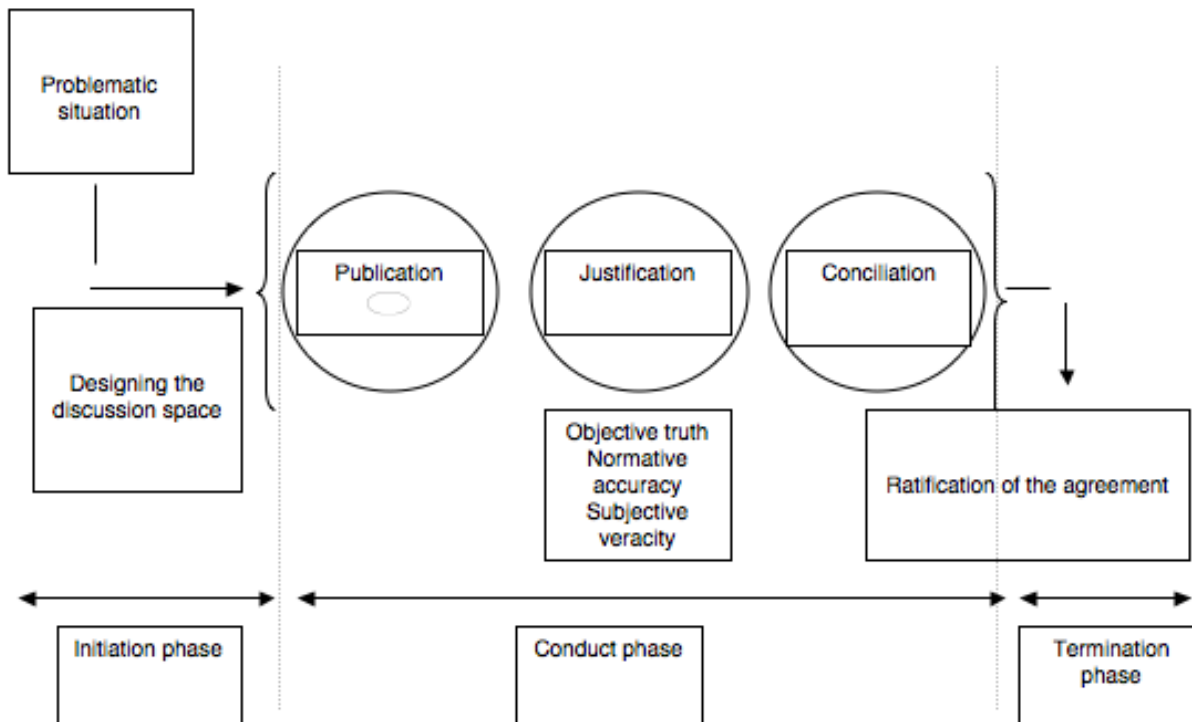 Problematic
situation
Publication
Justification
Conciliation
Designing the
discussion space
Objective truth
Normative
accuracy
Subjective
veracity
Ratification of the agreement
Initiation phase
Conduct phase
Termination
phase